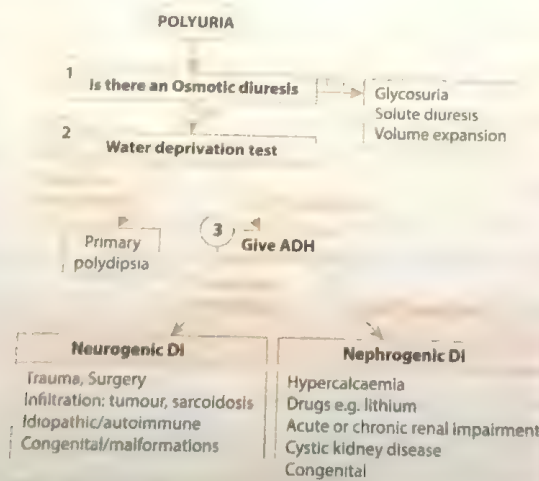 POLYURIA
1
Is there an Osmotic diuresis
Glycosuria
Solute diuresis
Volume expansion
2
Water deprivation test
Primary
polydipsia
3
Give ADH
Neurogenic DI
Trauma, Surgery
Infiltration: tumour, sarcoidosis
Idiopathic/autoimmune
Congenital/malformations
Nephrogenic DI
Hypercalcaemia
Drugs e.g. lithium
Acute or chronic renal impairment
Cystic kidney disease
Congenital